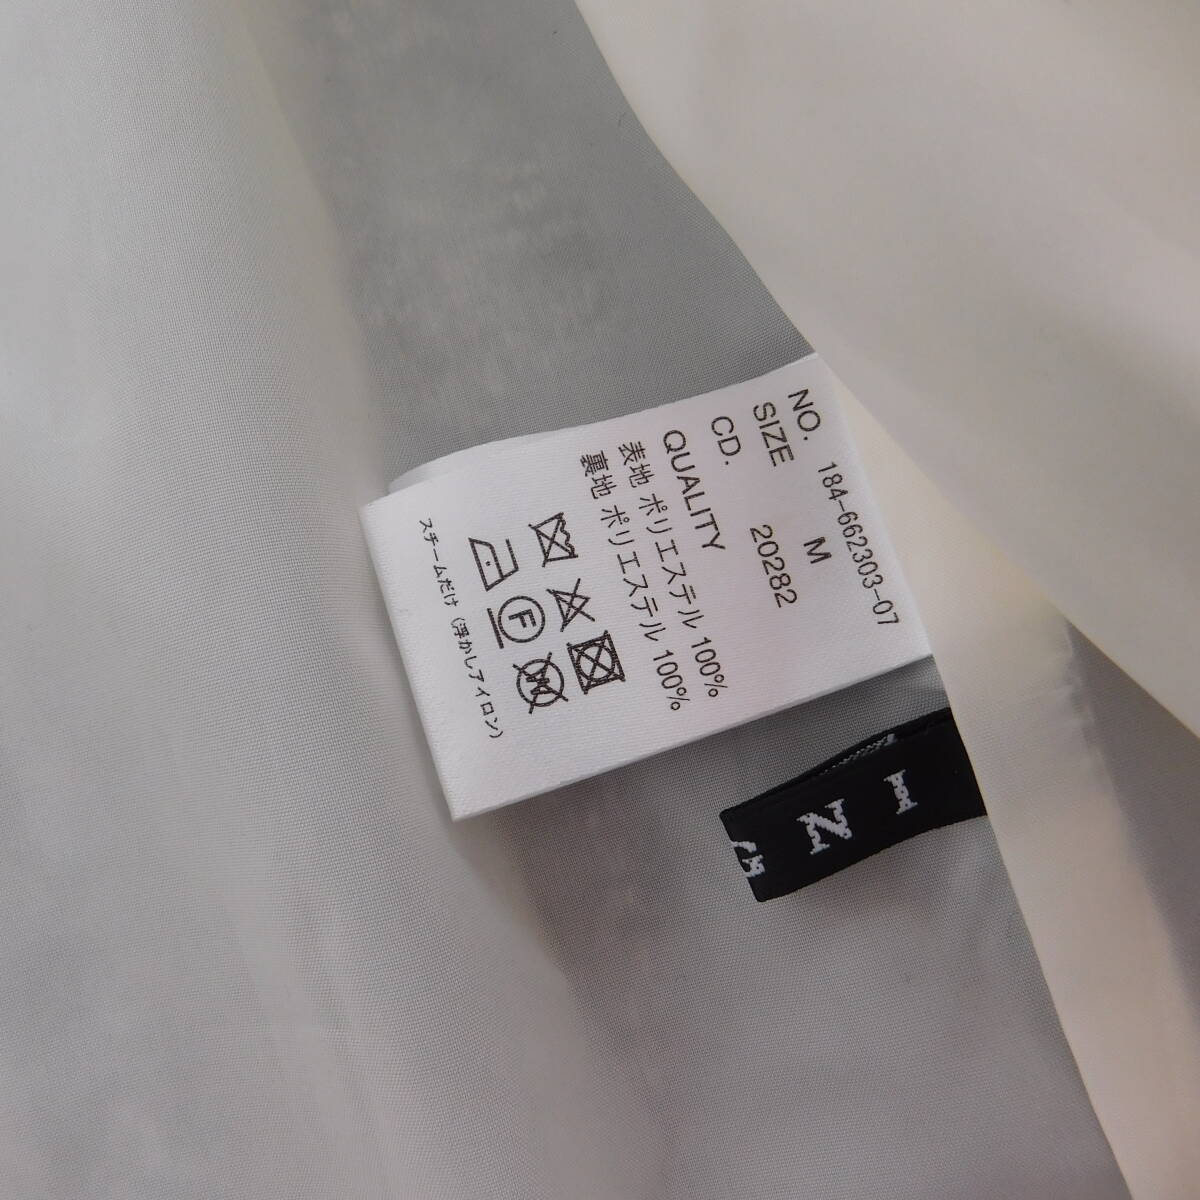 NO. 184-662303-07
SIZE M
CD. 20282
QUALITY
表地 ポリエステル 100%
裏地 ポリエステル 100%
F
W
スチームだけ（浮かしアイロン）
I N